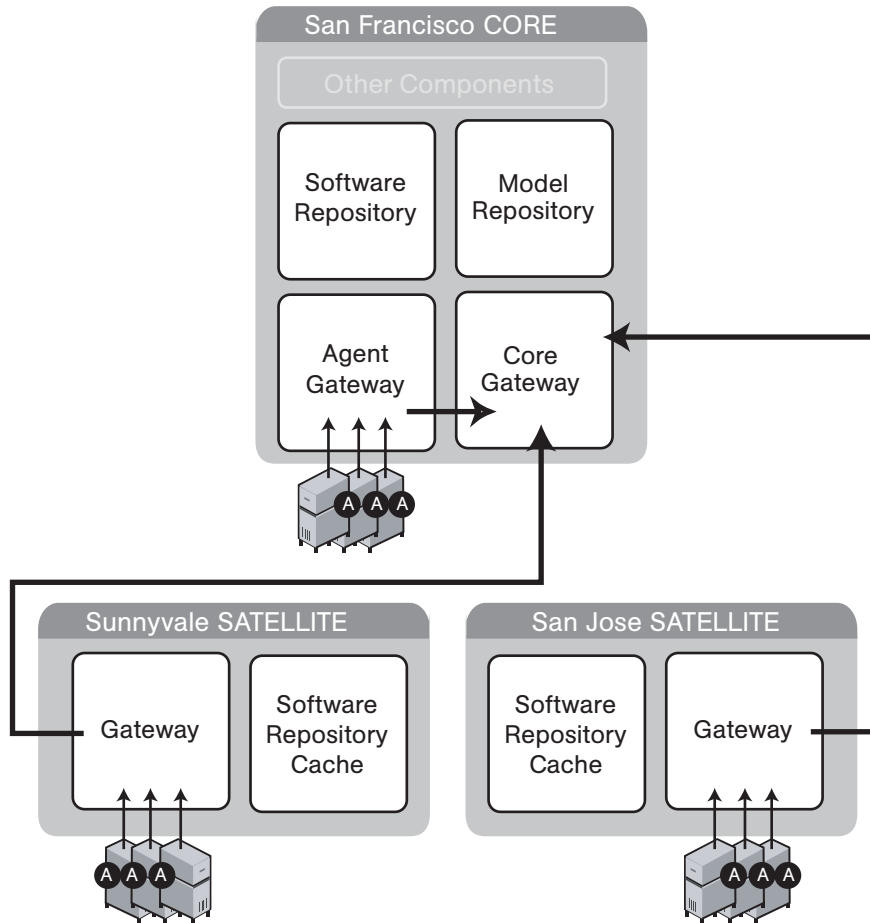 San Francisco CORE
Other Components
Software
Repository
Model
Repository
Agent
Gateway
Core
Gateway
A A A
Sunnyvale SATELLITE
Gateway
Software
Repository
Cache
San Jose SATELLITE
Software
Repository
Cache
Gateway
A A A
A A A